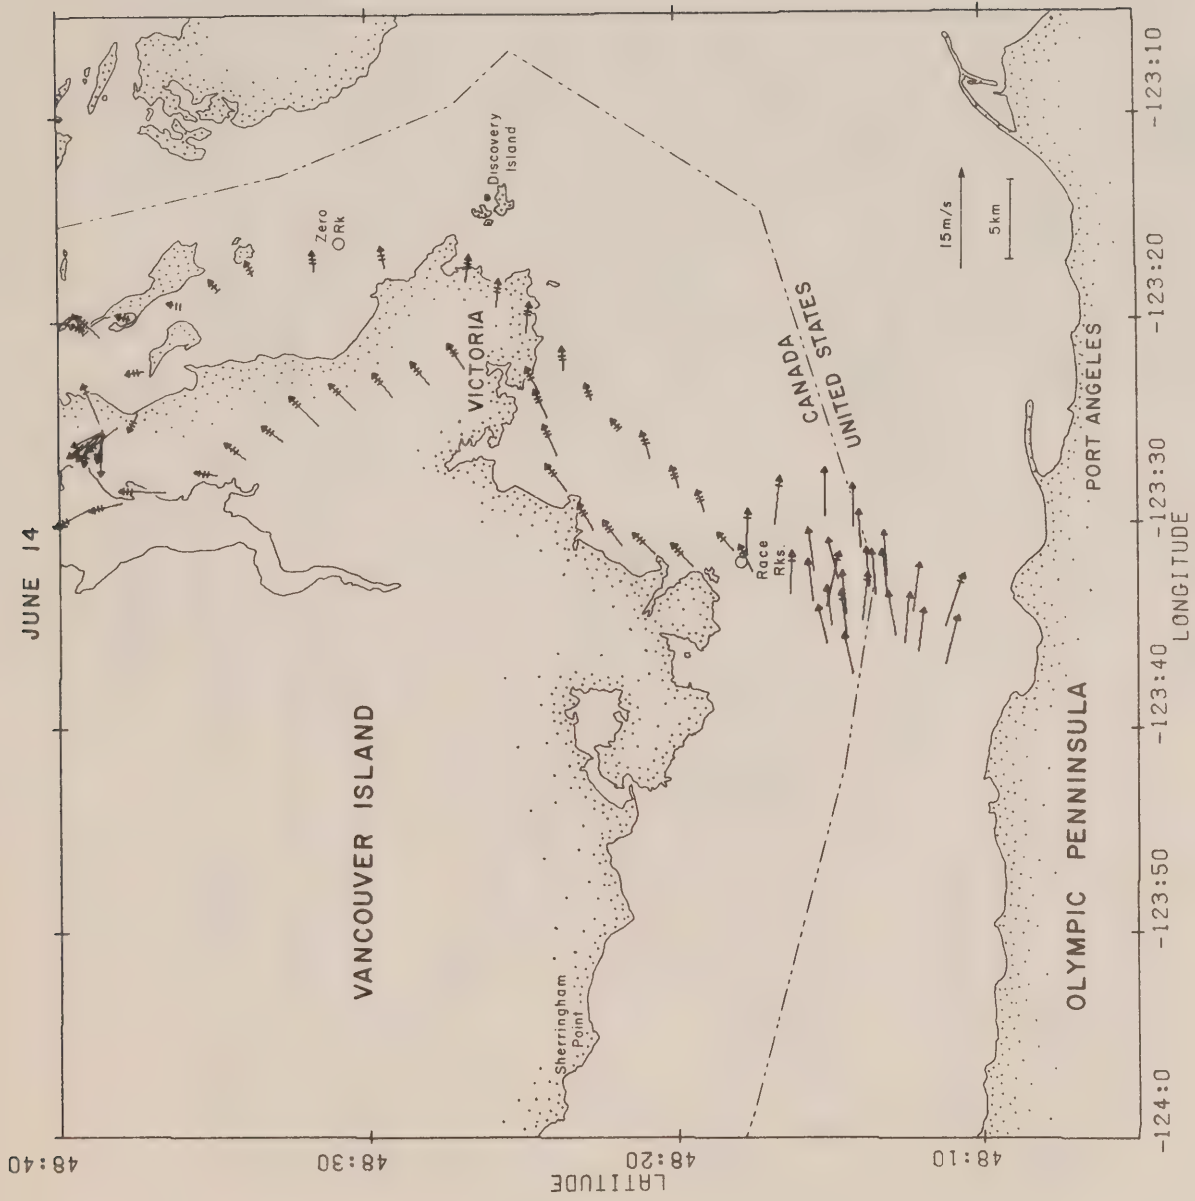 JUNE 14
48:40
48:30
48:20
48:10
LATITUDE
-124:0
-123:50
-123:40
-123:30
-123:20
-123:10
LONGITUDE
VANCOUVER ISLAND
VICTORIA
Zero
Rk
Discovery
Island
Sherringham
Point
Race
Rks.
CANADA
UNITED STATES
15m/s
5km
PORT ANGELES
OLYMPIC PENNINSULA